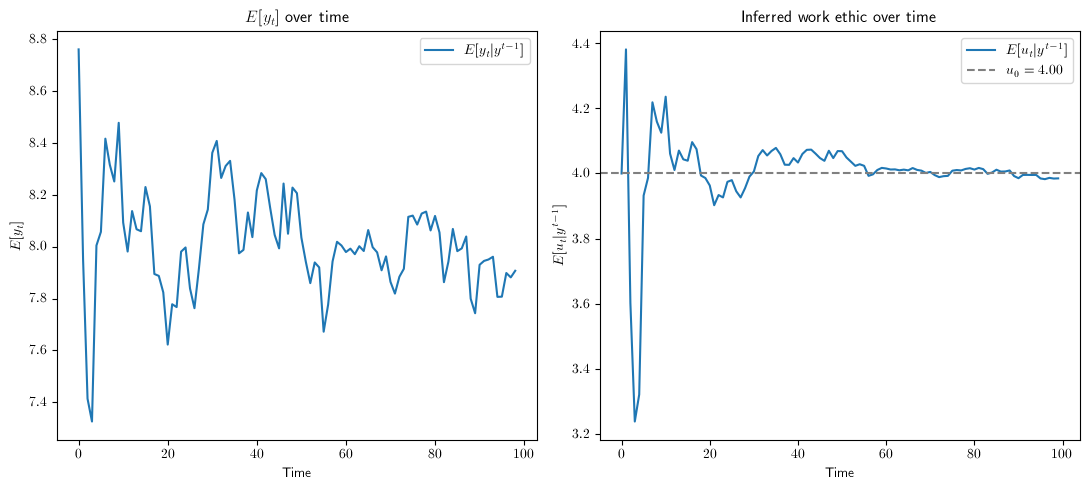 E[y_t] over time
E[y_t|y^{t-1}]
8.8
8.6
8.4
8.2
8.0
7.8
7.6
7.4
E[y_t]
0 20 40 60 80 100
Time
Inferred work ethic over time
E[u_t|y^{t-1}]
u_0 = 4.00
4.4
4.2
4.0
3.8
3.6
3.4
3.2
E[u_t|y^{t-1}]
0 20 40 60 80 100
Time